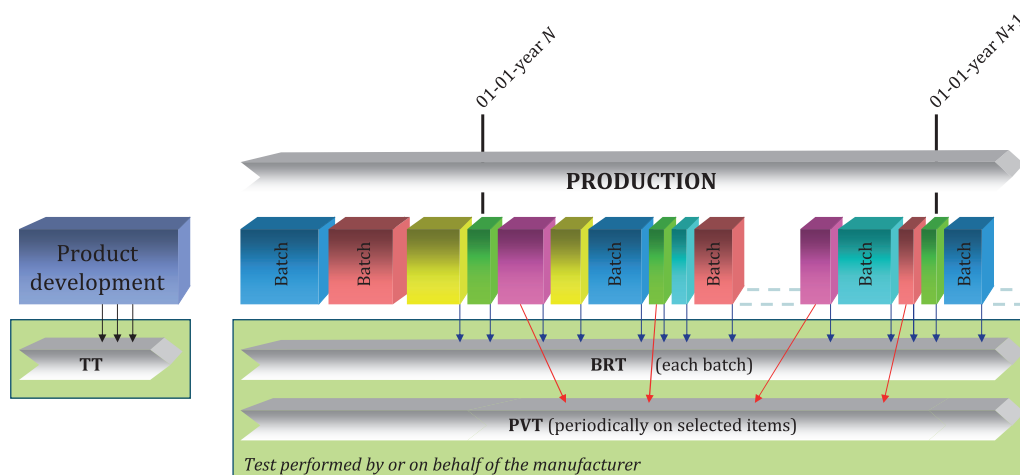 01-01-year N
01-01-year N+1
PRODUCTION
Product
development
Batch
Batch
Batch
Batch
Batch
Batch
TT
BRT (each batch)
PVT (periodically on selected items)
Test performed by or on behalf of the manufacturer